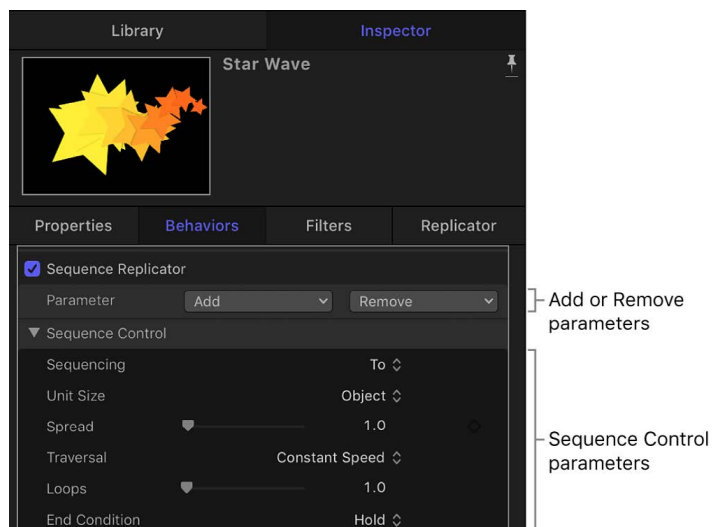 Library Inspector
Star Wave
Properties Behaviors Filters Replicator
Sequence Replicator
Parameter Add Remove
Add or Remove
parameters
Sequence Control
Sequencing To
Unit Size Object
Spread 1.0
Traversal Constant Speed
Sequence Control
parameters
Loops 1.0
End Condition Hold